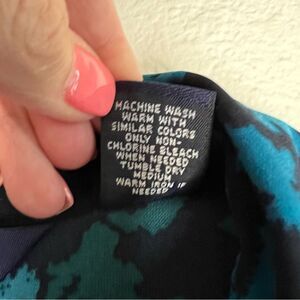 MACHINE WASH
WARM WITH
SIMILAR COLORS
ONLY NON-
CHLORINE BLEACH
WHEN NEEDED
TUMBLE DRY
MEDIUM
WARM IRON IF
NEEDED